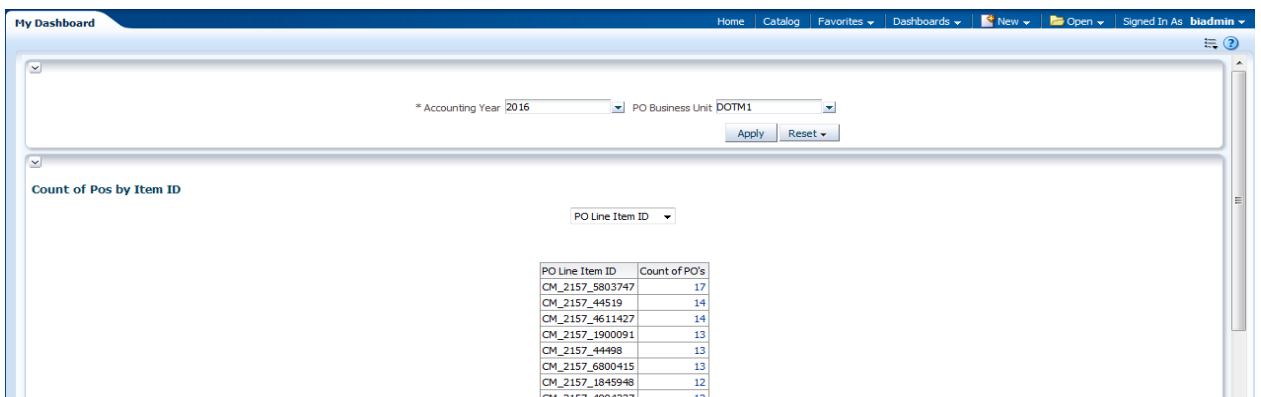 My Dashboard
Home Catalog Favorites Dashboards New Open Signed In As biadmin
* Accounting Year 2016 PO Business Unit DOTM1
Apply Reset
Count of Pos by Item ID
PO Line Item ID
PO Line Item ID Count of PO's
CM_2157_5803747 17
CM_2157_44519 14
CM_2157_4611427 14
CM_2157_1900091 13
CM_2157_44498 13
CM_2157_6800415 13
CM_2157_1845948 12